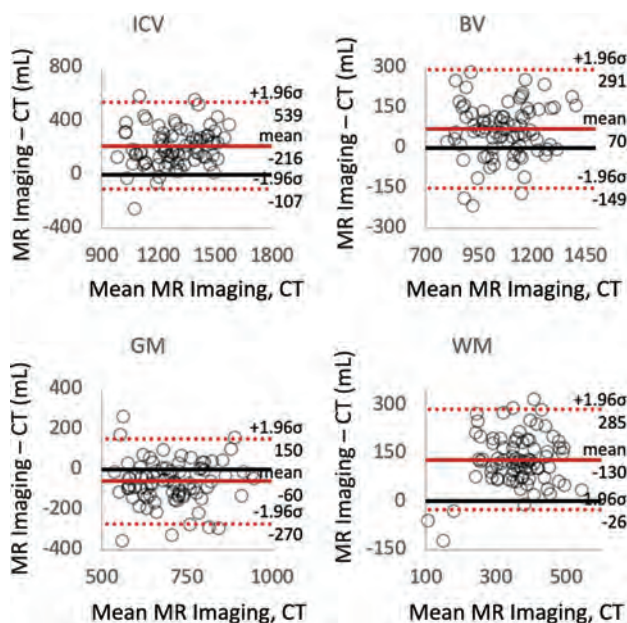 ICV
MR Imaging – CT (mL)
800
400
0
-400
+1.96σ
539
mean
-216
-1.96σ
-107
900 1200 1500 1800
Mean MR Imaging, CT
BV
MR Imaging – CT (mL)
300
150
0
-150
-300
+1.96σ
291
mean
70
-1.96σ
-149
700 950 1200 1450
Mean MR Imaging, CT
GM
MR Imaging – CT (mL)
400
200
0
-200
-400
+1.96σ
150
mean
-60
-1.96σ
-270
500 750 1000
Mean MR Imaging, CT
WM
MR Imaging – CT (mL)
300
150
0
-150
+1.96σ
285
mean
-130
-1.96σ
-26
100 300 500
Mean MR Imaging, CT